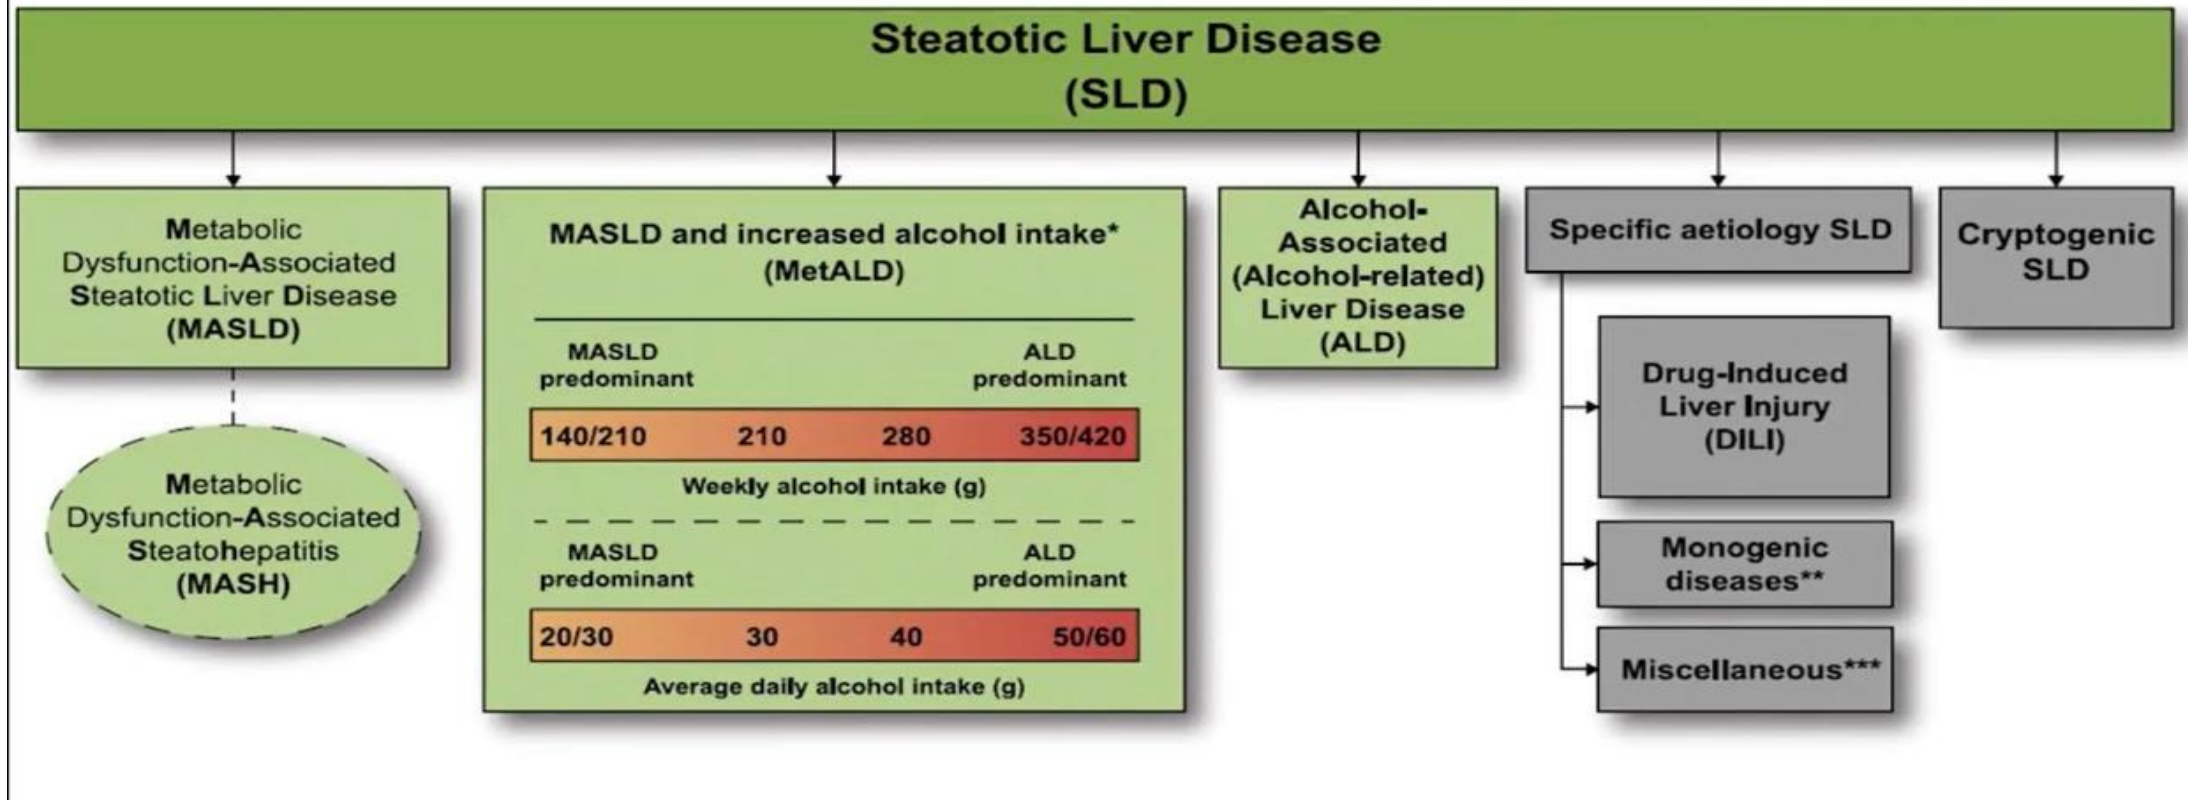 Steatotic Liver Disease
(SLD)
Metabolic
Dysfunction-Associated
Steatotic Liver Disease
(MASLD)
Metabolic
Dysfunction-Associated
Steatohepatitis
(MASH)
MASLD and increased alcohol intake*
(MetALD)
MASLD
predominant
ALD
predominant
140/210 210 280 350/420
Weekly alcohol intake (g)
MASLD
predominant
ALD
predominant
20/30 30 40 50/60
Average daily alcohol intake (g)
Alcohol-
Associated
(Alcohol-related)
Liver Disease
(ALD)
Specific aetiology SLD
Drug-Induced
Liver Injury
(DILI)
Monogenic
diseases**
Miscellaneous***
Cryptogenic
SLD